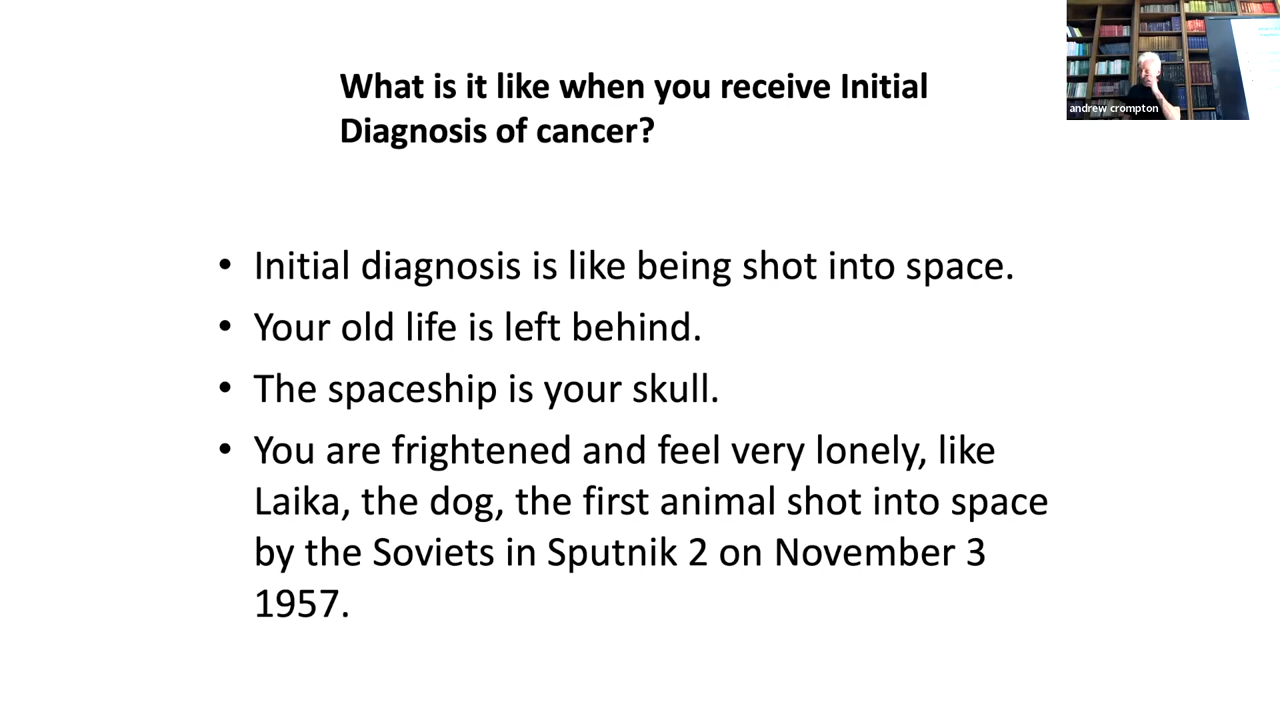 What is it like when you receive Initial
Diagnosis of cancer?
• Initial diagnosis is like being shot into space.
• Your old life is left behind.
• The spaceship is your skull.
• You are frightened and feel very lonely, like
Laika, the dog, the first animal shot into space
by the Soviets in Sputnik 2 on November 3
1957.
andrew crompton